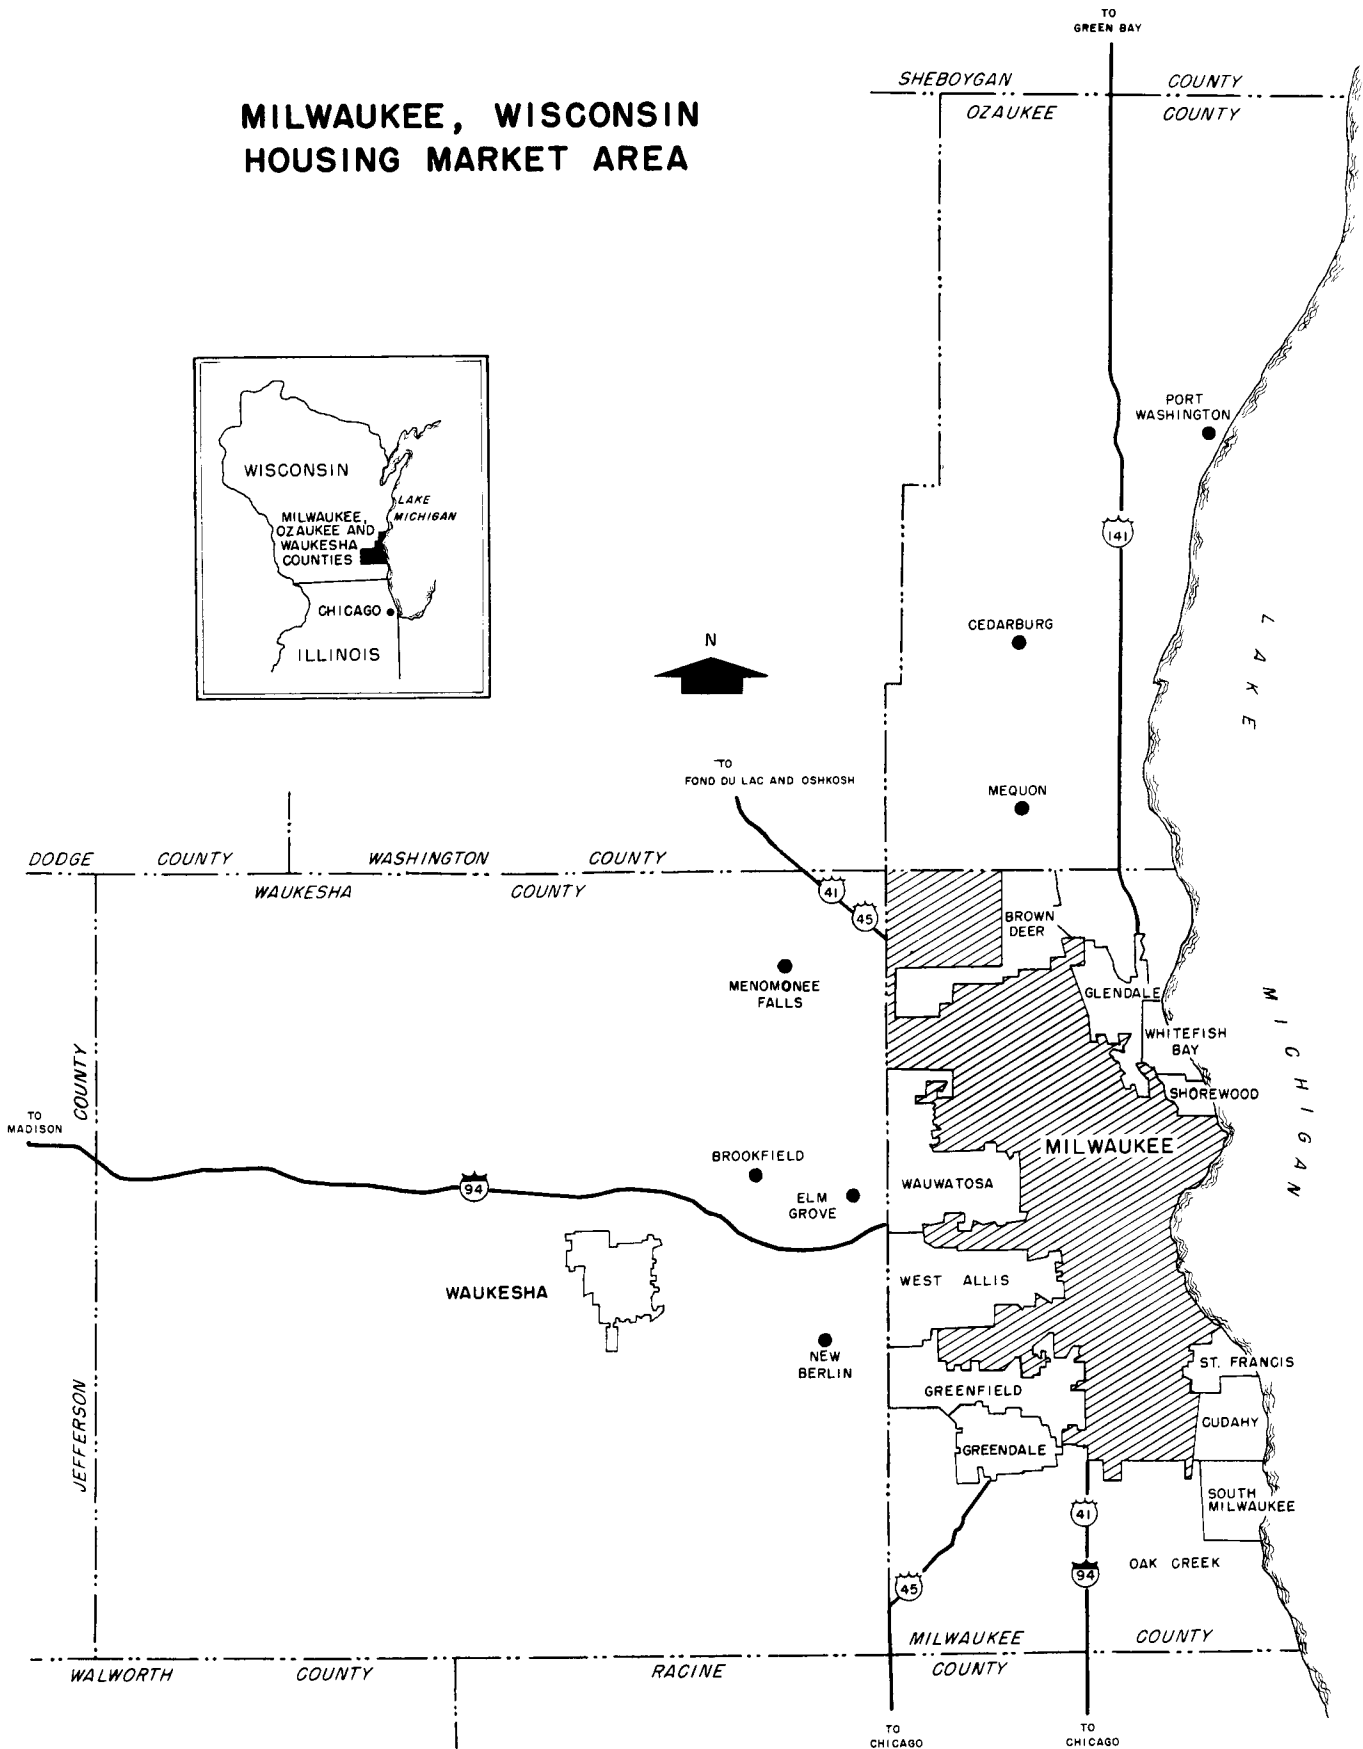 TO
GREEN BAY
SHEBOYGAN COUNTY
OZAUKEE COUNTY
MILWAUKEE, WISCONSIN
HOUSING MARKET AREA
PORT
WASHINGTON
WISCONSIN
LAKE
MICHIGAN
MILWAUKEE,
OZAUKEE AND
WAUKESHA
COUNTIES
CHICAGO
ILLINOIS
141
CEDARBURG
N
LAKE
TO
FOND DU LAC AND OSHKOSH
MEQUON
DODGE COUNTY WASHINGTON COUNTY
WAUKESHA COUNTY
41
45
BROWN
DEER
MENOMONEE
FALLS
GLENDALE
WHITEFISH
BAY
SHOREWOOD
MICHIGAN
JEFFERSON COUNTY
TO
MADISON
94
BROOKFIELD
ELM
GROVE
MILWAUKEE
WAUWATOSA
WAUKESHA
WEST ALLIS
NEW
BERLIN
ST. FRANCIS
GREENFIELD
CUDAHY
GREENDALE
SOUTH
MILWAUKEE
41
94
OAK CREEK
45
MILWAUKEE COUNTY
WALWORTH COUNTY RACINE COUNTY
TO
CHICAGO
TO
CHICAGO